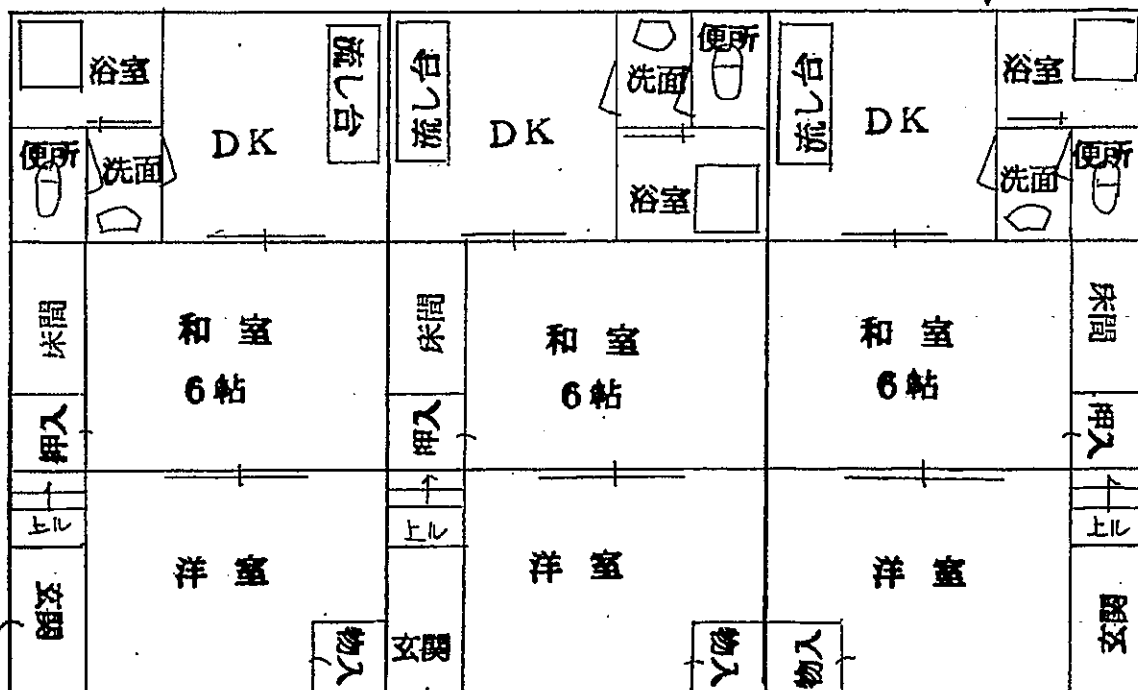 浴室
DK
流し台
便所
洗面
流し台
DK
洗面
便所
浴室
流し台
DK
浴室
洗面
便所
床間
和室
6帖
押入
床間
和室
6帖
押入
和室
6帖
床間
押入
上ル
玄関
洋室
物入
上ル
玄関
洋室
物入
洋室
物入
上ル
玄関